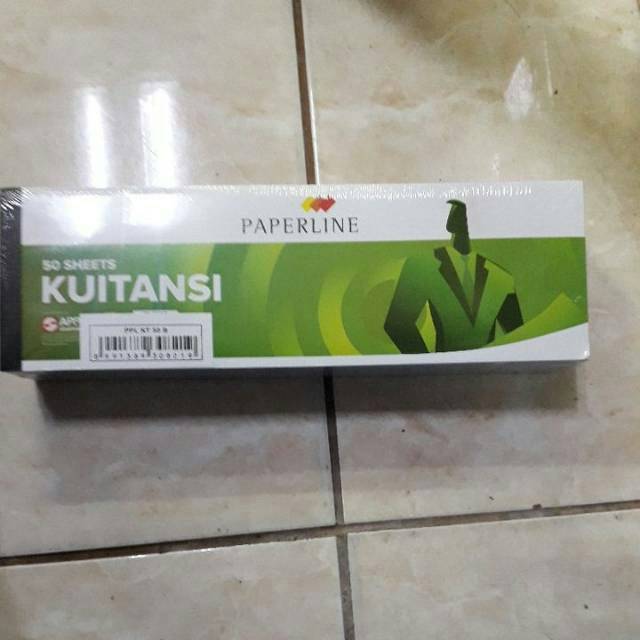 PAPERLINE
50 SHEETS
KUITANSI
PPL KT 50 B